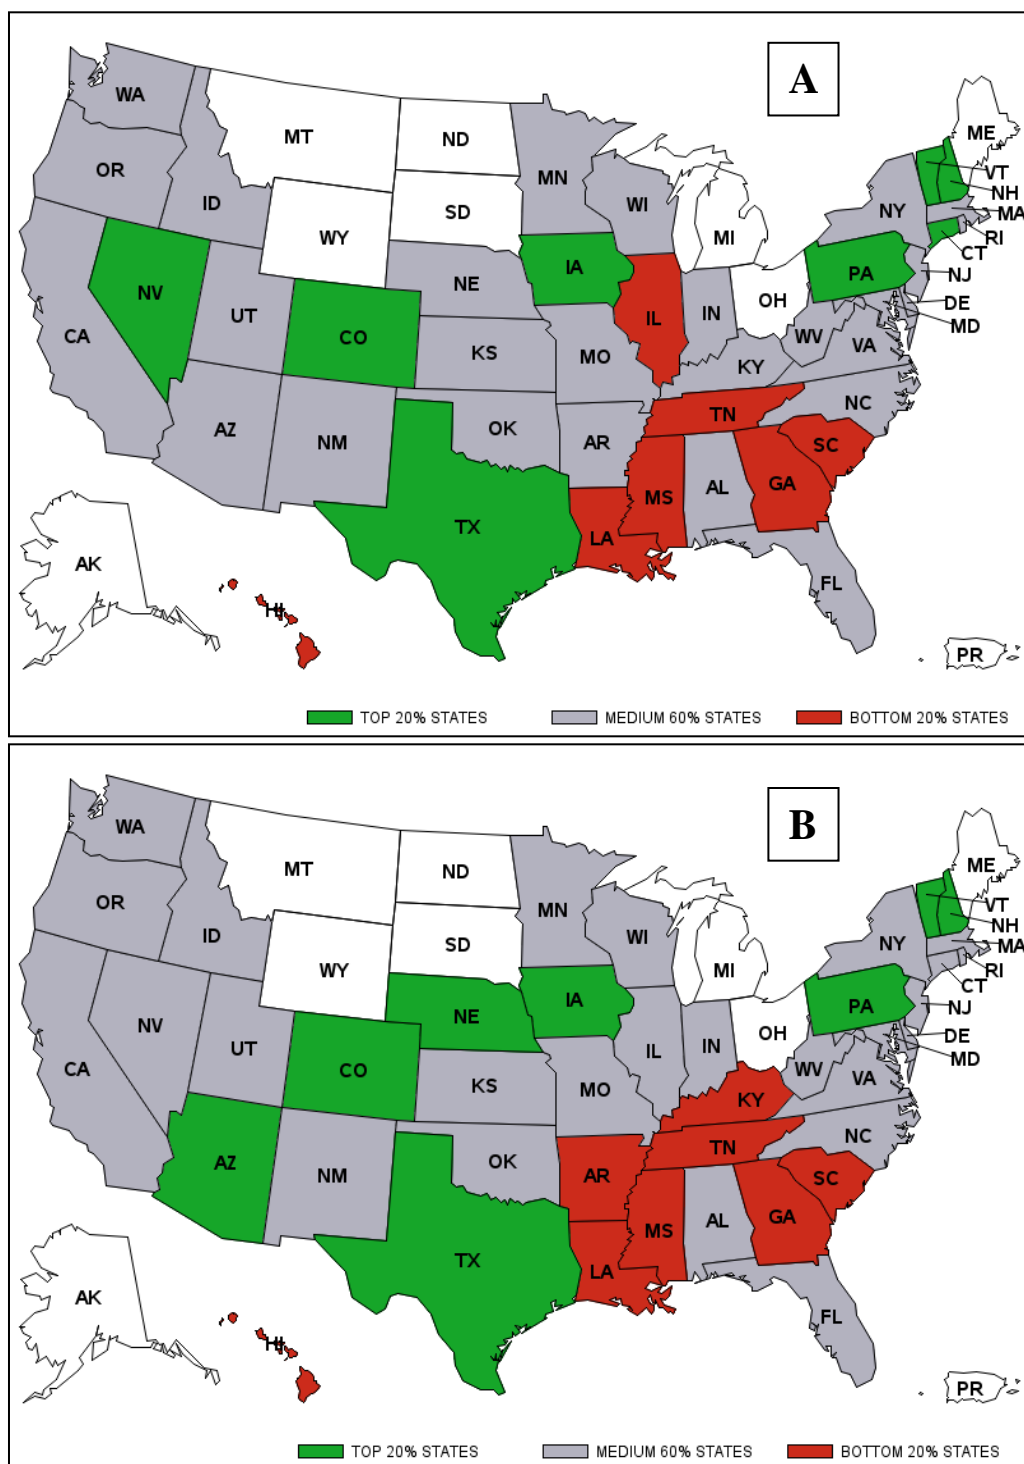 A
WA
MT
ND
ME
OR
ID
SD
MN
WI
MI
NY
VT
NH
MA
RI
CT
WY
NV
UT
CO
NE
IA
IL
IN
OH
PA
NJ
DE
MD
CA
KS
MO
KY
WV
VA
AZ
NM
OK
AR
TN
NC
SC
TX
LA
MS
AL
GA
FL
AK
HI
PR
TOP 20% STATES MEDIUM 60% STATES BOTTOM 20% STATES
B
WA
MT
ND
ME
OR
ID
SD
MN
WI
MI
NY
VT
NH
MA
RI
CT
WY
NV
UT
CO
NE
IA
IL
IN
OH
PA
NJ
DE
MD
CA
KS
MO
KY
WV
VA
AZ
NM
OK
AR
TN
NC
SC
TX
LA
MS
AL
GA
FL
AK
HI
PR
TOP 20% STATES MEDIUM 60% STATES BOTTOM 20% STATES